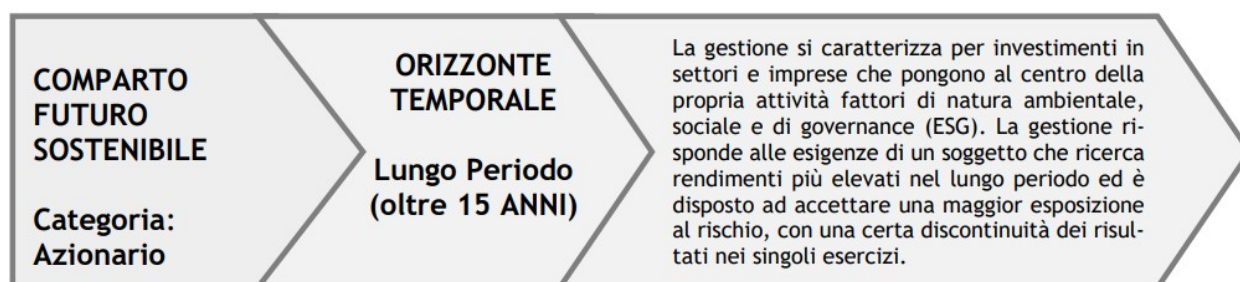 COMPARTO
FUTURO
SOSTENIBILE
Categoria:
Azionario
ORIZZONTE
TEMPORALE
Lungo Periodo
(oltre 15 ANNI)
La gestione si caratterizza per investimenti in
settori e imprese che pongono al centro della
propria attività fattori di natura ambientale,
sociale e di governance (ESG). La gestione ri-
sponde alle esigenze di un soggetto che ricerca
rendimenti più elevati nel lungo periodo ed è
disposto ad accettare una maggior esposizione
al rischio, con una certa discontinuità dei risul-
tati nei singoli esercizi.